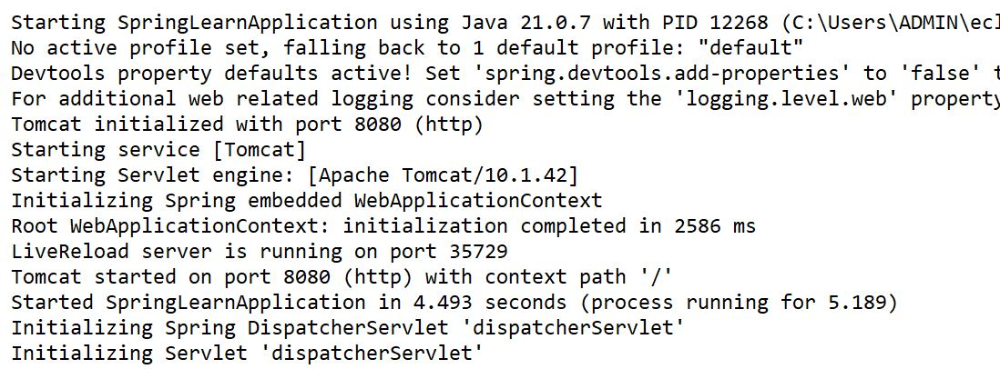 Starting SpringLearnApplication using Java 21.0.7 with PID 12268 (C:\Users\ADMIN\ecl
No active profile set, falling back to 1 default profile: "default"
Devtools property defaults active! Set 'spring.devtools.add-properties' to 'false' t
For additional web related logging consider setting the 'logging.level.web' property
Tomcat initialized with port 8080 (http)
Starting service [Tomcat]
Starting Servlet engine: [Apache Tomcat/10.1.42]
Initializing Spring embedded WebApplicationContext
Root WebApplicationContext: initialization completed in 2586 ms
LiveReload server is running on port 35729
Tomcat started on port 8080 (http) with context path '/'
Started SpringLearnApplication in 4.493 seconds (process running for 5.189)
Initializing Spring DispatcherServlet 'dispatcherServlet'
Initializing Servlet 'dispatcherServlet'